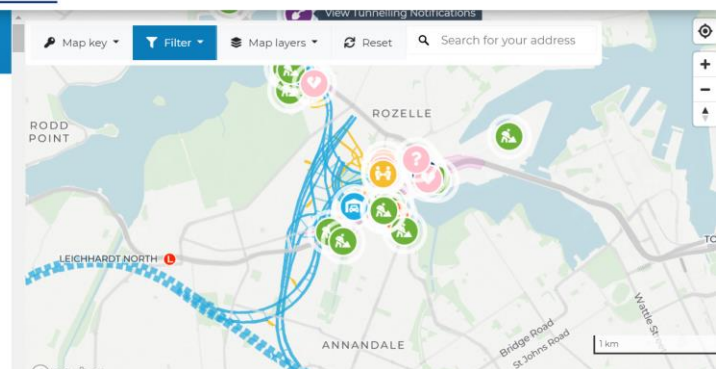 View Tunnelling Notifications
Map key
Filter
Map layers
Reset
Search for your address
ROZELLE
RODD
POINT
LEICHHARDT NORTH L
ANNANDALE
Bridge Road
St Johns Road
Wattle St
1 km